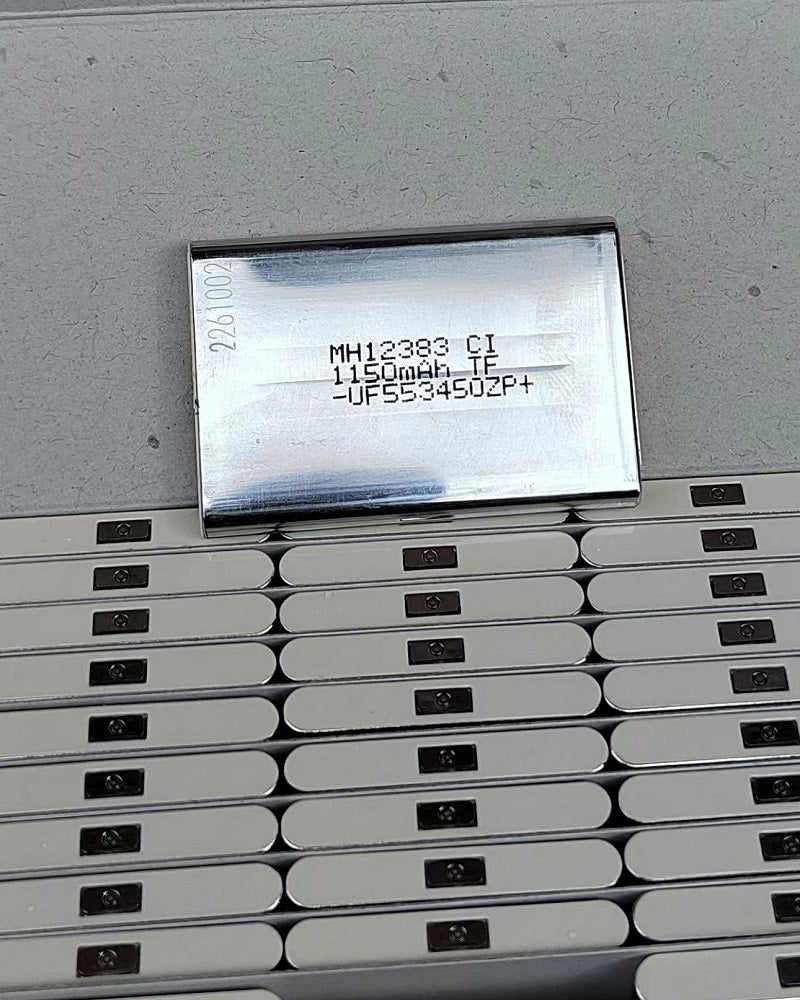 2261002
MH12383 CI
1150mAh TF
-UF553450ZP+